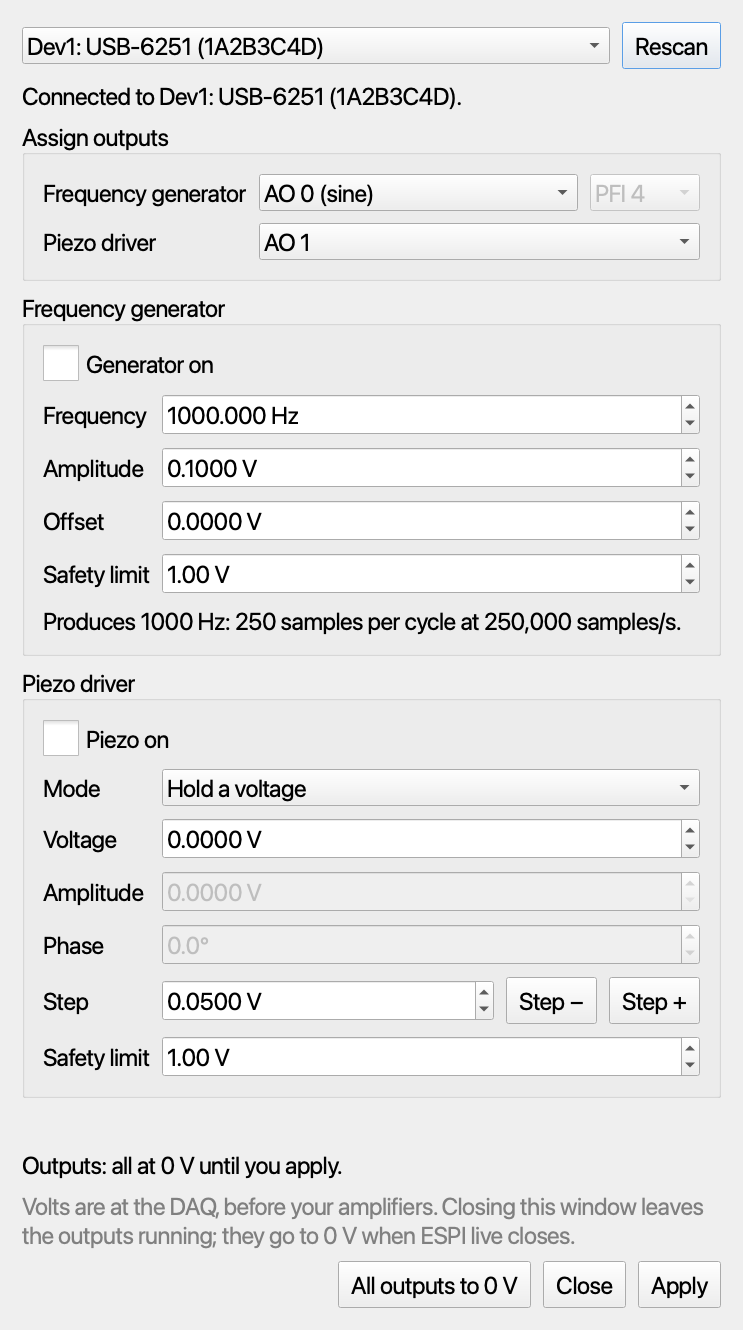 Dev1: USB-6251 (1A2B3C4D)
Rescan
Connected to Dev1: USB-6251 (1A2B3C4D).
Assign outputs
Frequency generator AO 0 (sine) PFI 4
Piezo driver AO 1
Frequency generator
Generator on
Frequency 1000.000 Hz
Amplitude 0.1000 V
Offset 0.0000 V
Safety limit 1.00 V
Produces 1000 Hz: 250 samples per cycle at 250,000 samples/s.
Piezo driver
Piezo on
Mode Hold a voltage
Voltage 0.0000 V
Amplitude 0.0000 V
Phase 0.0°
Step 0.0500 V Step − Step +
Safety limit 1.00 V
Outputs: all at 0 V until you apply.
Volts are at the DAQ, before your amplifiers. Closing this window leaves
the outputs running; they go to 0 V when ESPI live closes.
All outputs to 0 V Close Apply